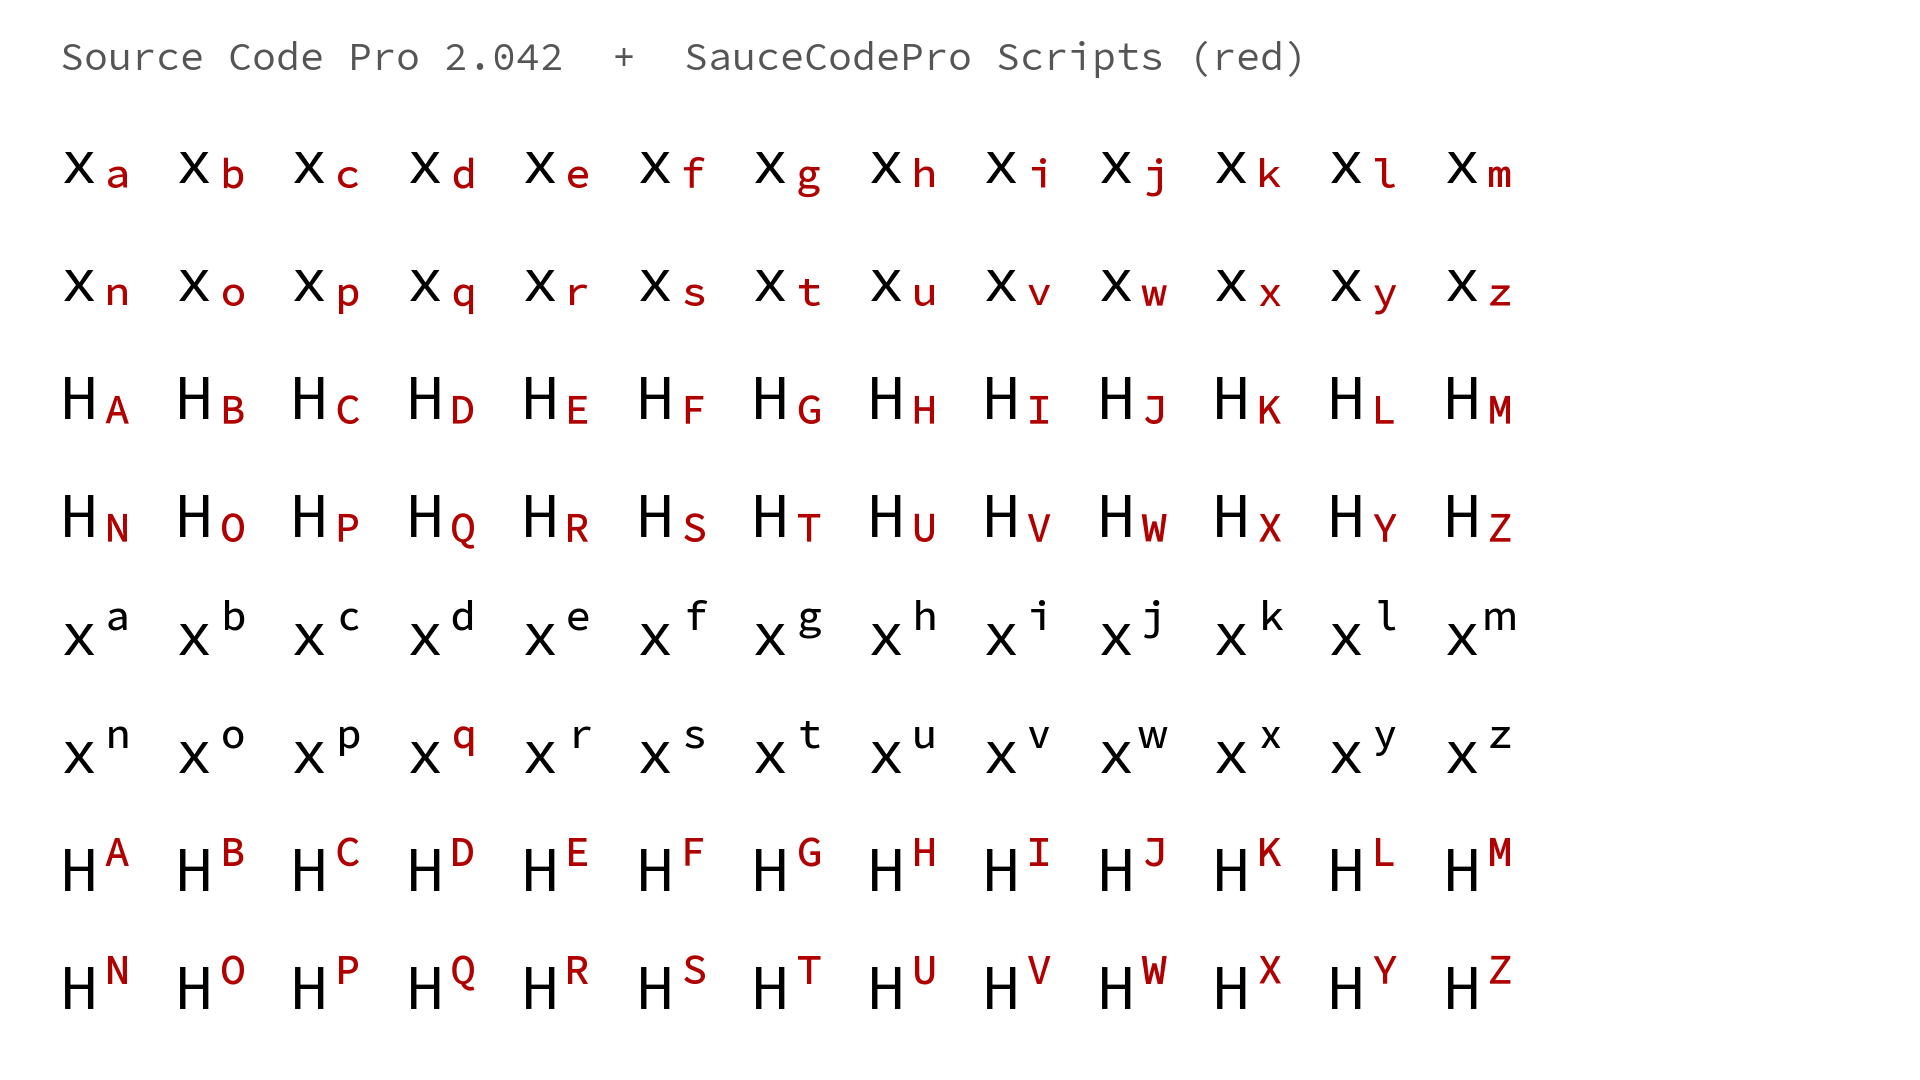 Source Code Pro 2.042 + SauceCodePro Scripts (red)
xa xb xc xd xe xf xg xh xi xj xk xl xm
xn xo xp xq xr xs xt xu xv xw xx xy xz
HA HB HC HD HE HF HG HH HI HJ HK HL HM
HN HO HP HQ HR HS HT HU HV HW HX HY HZ
xa xb xc xd xe xf xg xh xi xj xk xl xm
xn xo xp xq xr xs xt xu xv xw xx xy xz
HA HB HC HD HE HF HG HH HI HJ HK HL HM
HN HO HP HQ HR HS HT HU HV HW HX HY HZ